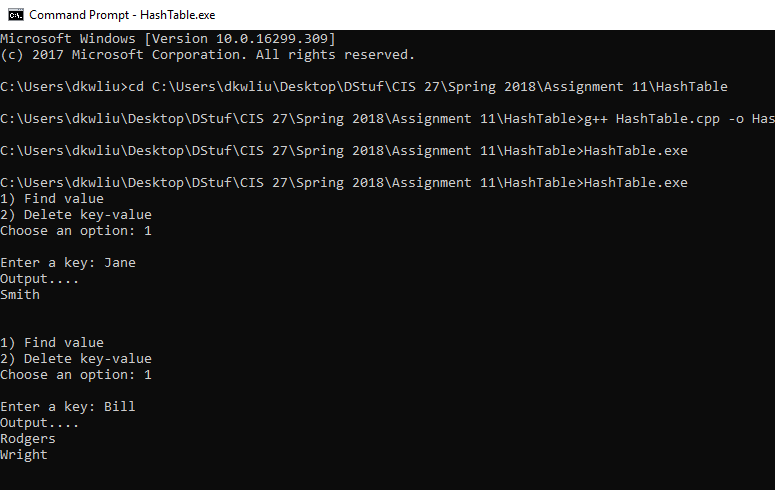 Command Prompt - HashTable.exe
Microsoft Windows [Version 10.0.16299.309]
(c) 2017 Microsoft Corporation. All rights reserved.
C:\Users\dkwliu>cd C:\Users\dkwliu\Desktop\DStuf\CIS 27\Spring 2018\Assignment 11\HashTable
C:\Users\dkwliu\Desktop\DStuf\CIS 27\Spring 2018\Assignment 11\HashTable>g++ HashTable.cpp -o Has
C:\Users\dkwliu\Desktop\DStuf\CIS 27\Spring 2018\Assignment 11\HashTable>HashTable.exe
C:\Users\dkwliu\Desktop\DStuf\CIS 27\Spring 2018\Assignment 11\HashTable>HashTable.exe
1) Find value
2) Delete key-value
Choose an option: 1
Enter a key: Jane
Output....
Smith
1) Find value
2) Delete key-value
Choose an option: 1
Enter a key: Bill
Output....
Rodgers
Wright